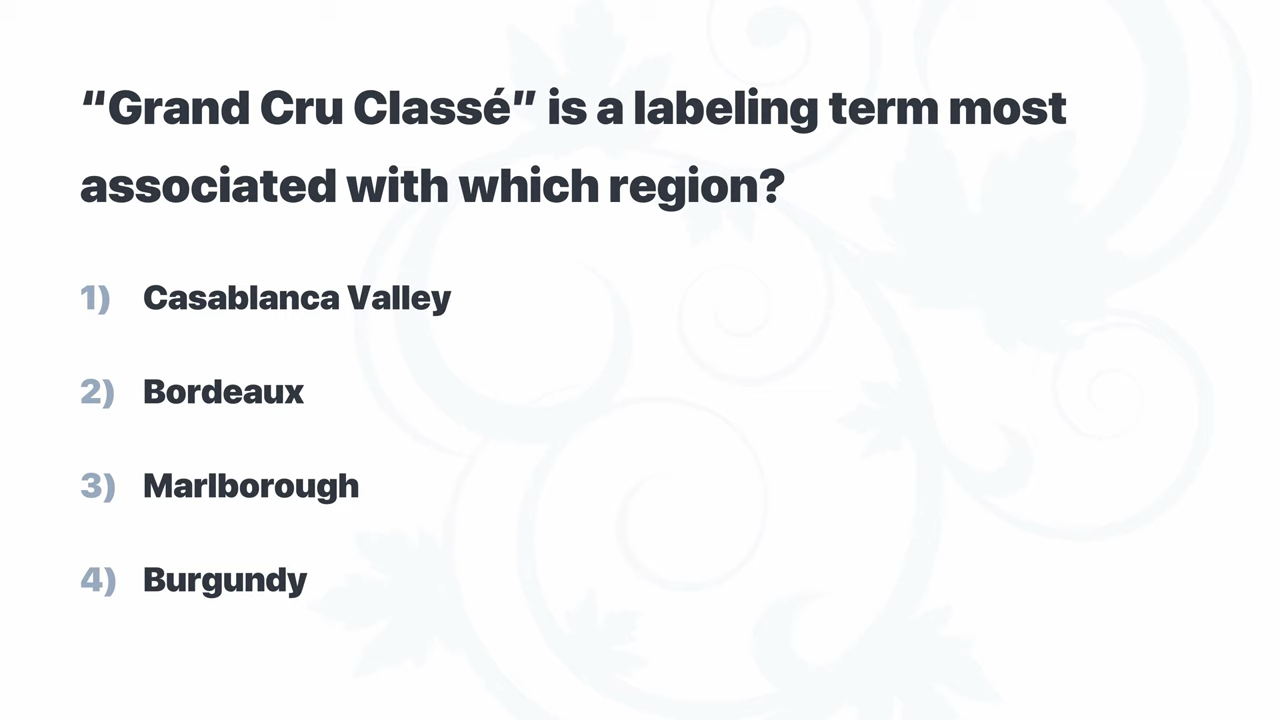 “Grand Cru Classé” is a labeling term most
associated with which region?
1) Casablanca Valley
2) Bordeaux
3) Marlborough
4) Burgundy